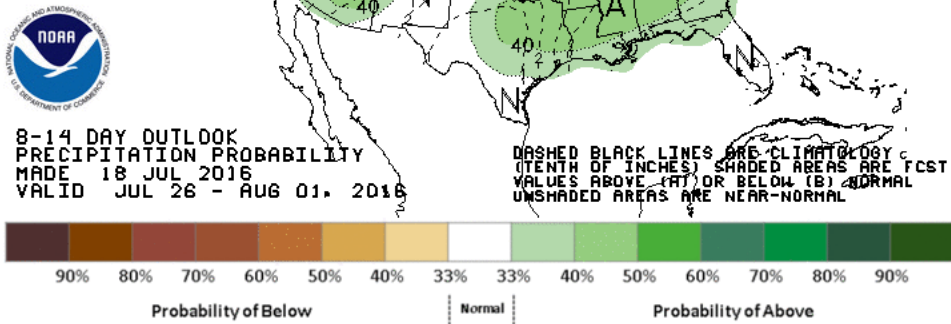 40
A
40
2
N
N
NATIONAL OCEANIC AND ATMOSPHERIC ADMINISTRATION
NOAA
U.S. DEPARTMENT OF COMMERCE
8-14 DAY OUTLOOK
PRECIPITATION PROBABILITY
MADE 18 JUL 2016
VALID JUL 26 - AUG 01, 2016
DASHED BLACK LINES ARE CLIMATOLOGY
(TENTH OF INCHES) SHADED AREAS ARE FCST
VALUES ABOVE (A) OR BELOW (B) NORMAL
UNSHADED AREAS ARE NEAR-NORMAL
90% 80% 70% 60% 50% 40% 33% 33% 40% 50% 60% 70% 80% 90%
Probability of Below Normal Probability of Above